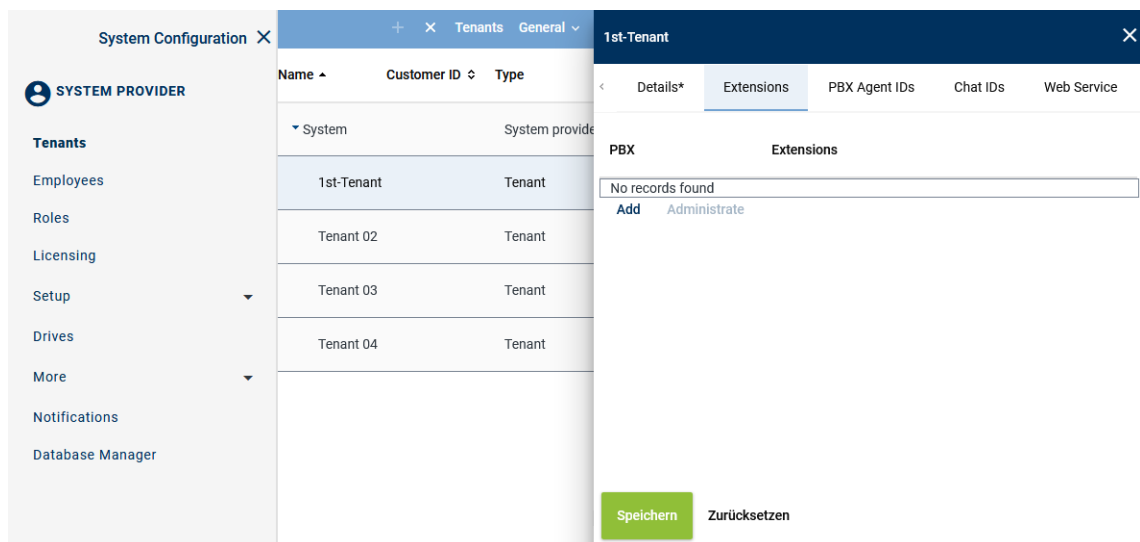 System Configuration
SYSTEM PROVIDER
Tenants
Employees
Roles
Licensing
Setup
Drives
More
Notifications
Database Manager
Tenants General
Name Customer ID Type
System System provide
1st-Tenant Tenant
Tenant 02 Tenant
Tenant 03 Tenant
Tenant 04 Tenant
1st-Tenant
Details* Extensions PBX Agent IDs Chat IDs Web Service
PBX Extensions
No records found
Add Administrate
Speichern Zurücksetzen